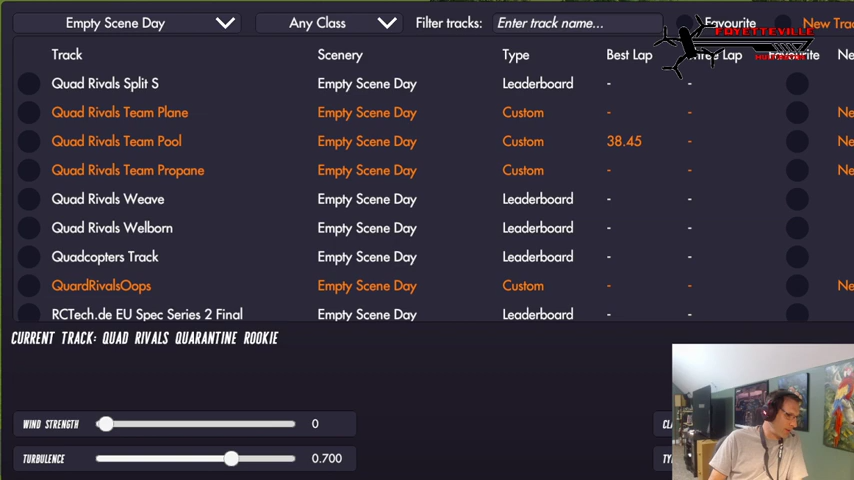 Empty Scene Day Any Class Filter tracks: Enter track name... Favourite New Trac
Track Scenery Type Best Lap Lap Favourite Ne
Quad Rivals Split S Empty Scene Day Leaderboard - -
Quad Rivals Team Plane Empty Scene Day Custom - - Ne
Quad Rivals Team Pool Empty Scene Day Custom 38.45 - Ne
Quad Rivals Team Propane Empty Scene Day Custom - - Ne
Quad Rivals Weave Empty Scene Day Leaderboard - -
Quad Rivals Welborn Empty Scene Day Leaderboard - -
Quadcopters Track Empty Scene Day Leaderboard - -
QuardRivalsOops Empty Scene Day Custom - - Ne
RCTech.de EU Spec Series 2 Final Empty Scene Day Leaderboard - -
FAYETTEVILLE
CURRENT TRACK: QUAD RIVALS QUARANTINE ROOKIE
WIND STRENGTH 0 CL
TURBULENCE 0.700 TY